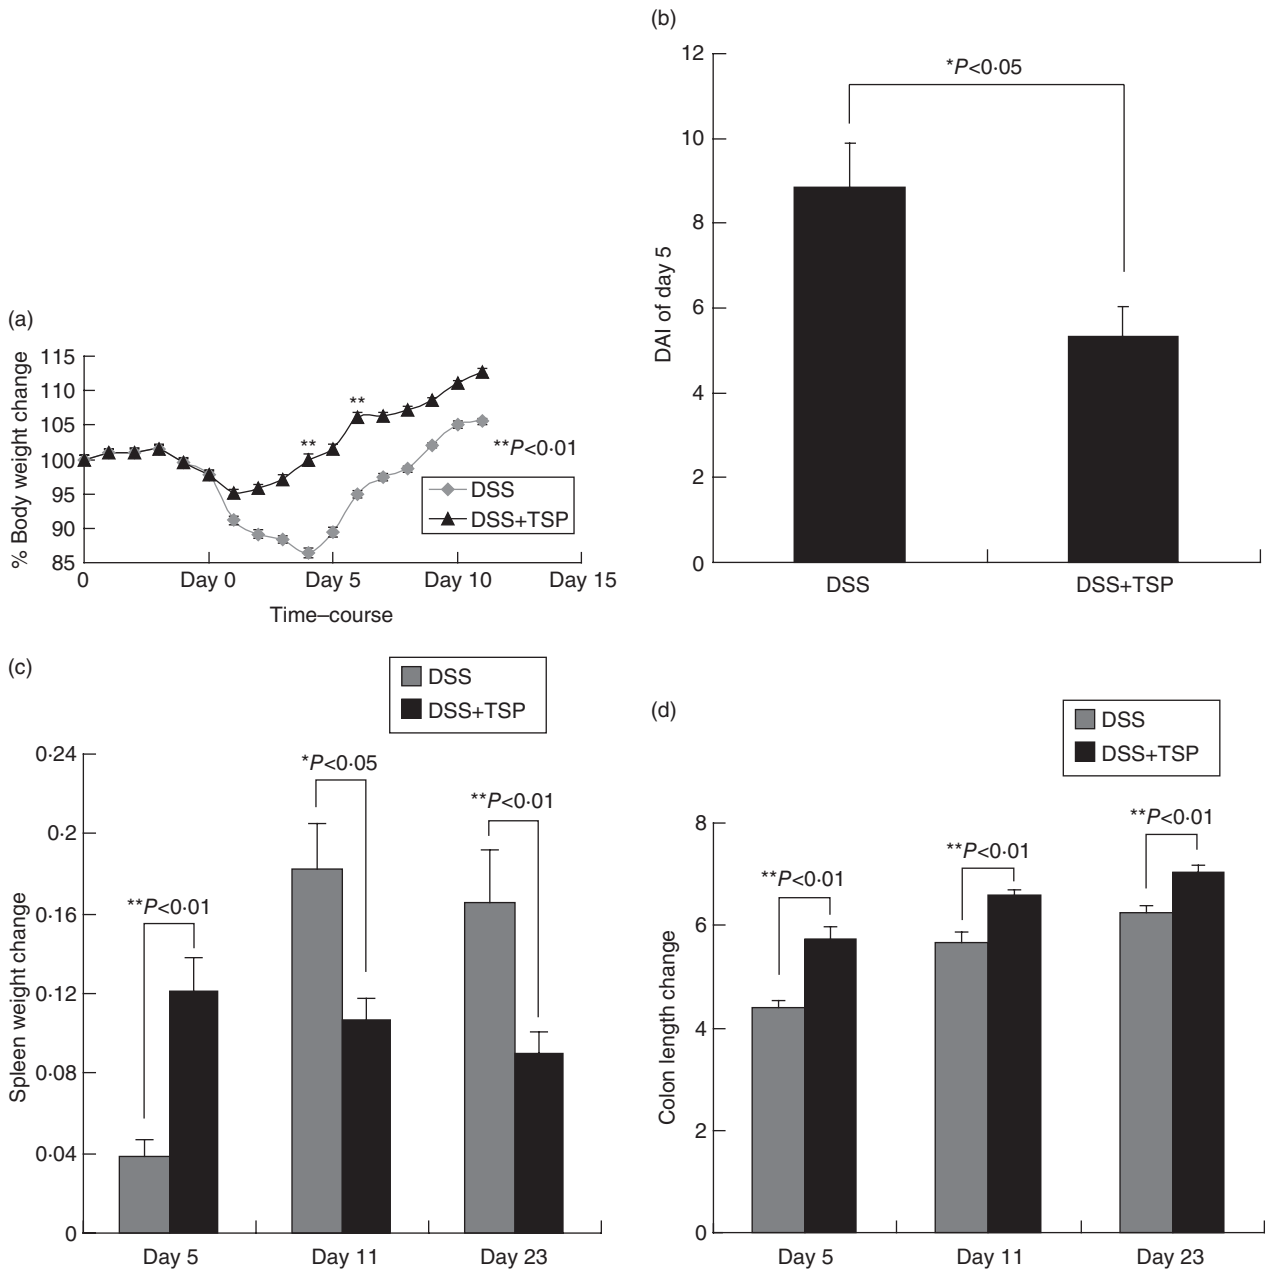 (a)
% Body weight change
115
110
105
100
95
90
85
**
**
**P<0·01
DSS
DSS+TSP
0
Day 0
Day 5
Day 10
Day 15
Time–course
(b)
DAI of day 5
12
10
8
6
4
2
0
*P<0·05
DSS
DSS+TSP
(c)
DSS
DSS+TSP
Spleen weight change
0·24
0·2
0·16
0·12
0·08
0·04
0
**P<0·01
*P<0·05
**P<0·01
Day 5
Day 11
Day 23
(d)
DSS
DSS+TSP
Colon length change
8
6
4
2
0
**P<0·01
**P<0·01
**P<0·01
Day 5
Day 11
Day 23